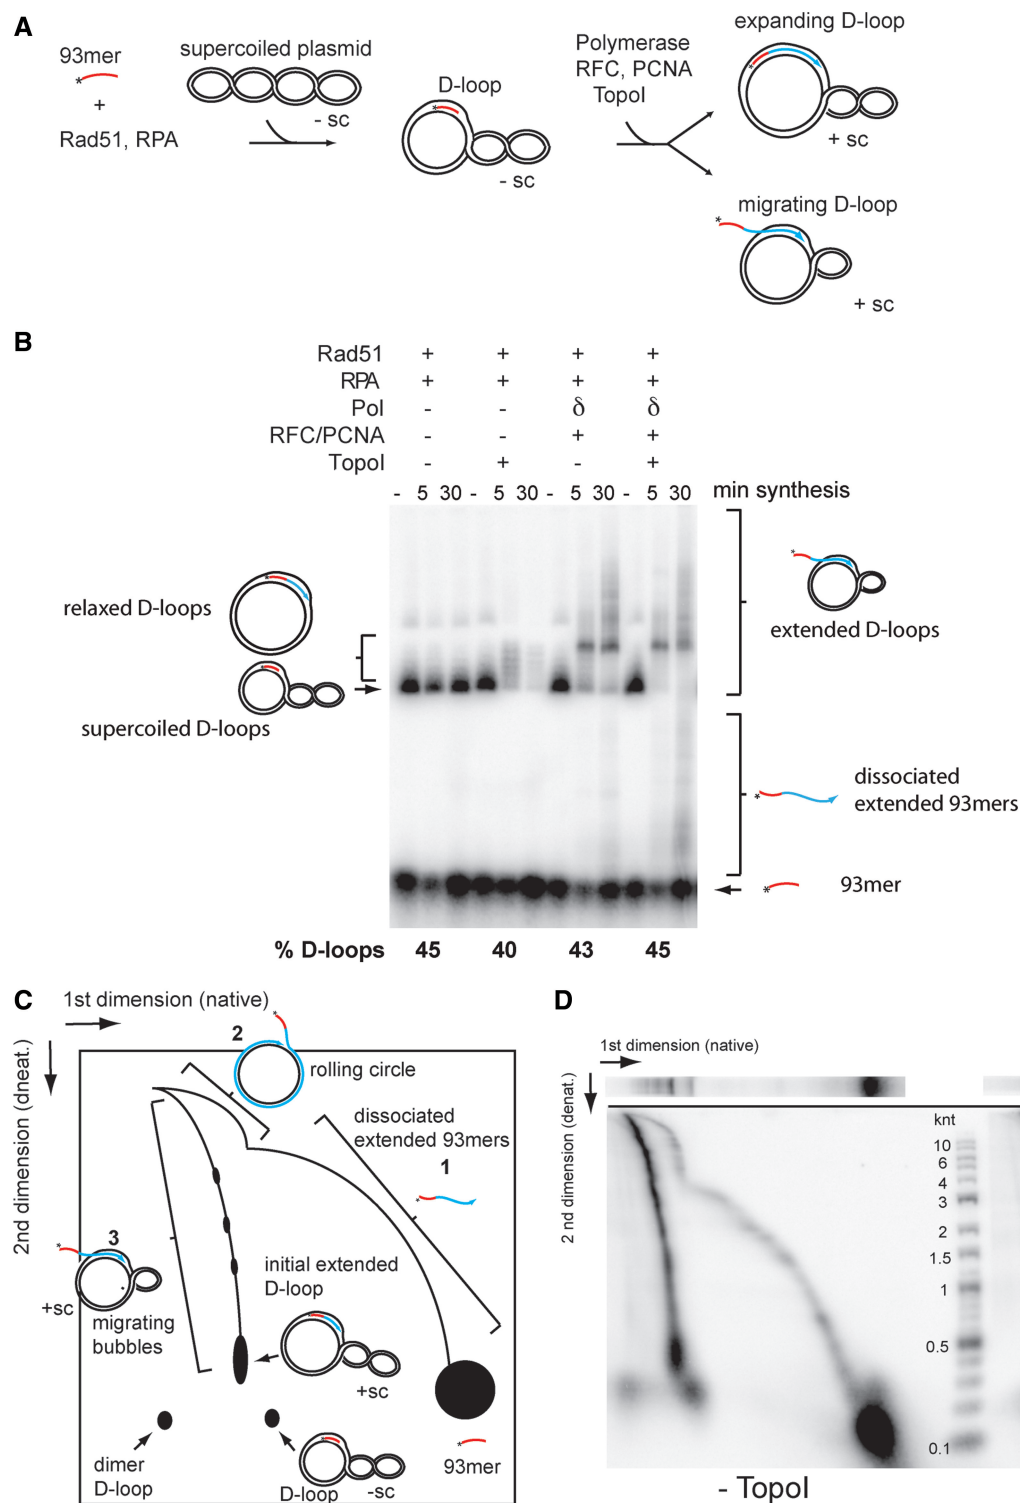 A
93mer
*
+
Rad51, RPA
supercoiled plasmid
- sc
D-loop
*
- sc
Polymerase
RFC, PCNA
TopoI
expanding D-loop
*
+ sc
migrating D-loop
*
+ sc
B
Rad51 + + + +
RPA + + + +
Pol - - δ δ
RFC/PCNA - - + +
TopoI - + - +
- 5 30 - 5 30 - 5 30 - 5 30 min synthesis
relaxed D-loops
supercoiled D-loops
extended D-loops
dissociated
extended 93mers
93mer
% D-loops 45 40 43 45
C
1st dimension (native)
2nd dimension (dneat.)
2
rolling circle
dissociated
extended 93mers
1
3
+sc
migrating
bubbles
initial extended
D-loop
+sc
dimer
D-loop
D-loop
-sc
93mer
D
1st dimension (native)
2 nd dimension (denat.)
knt
10
6
4
3
2
1.5
1
0.5
0.1
- TopoI